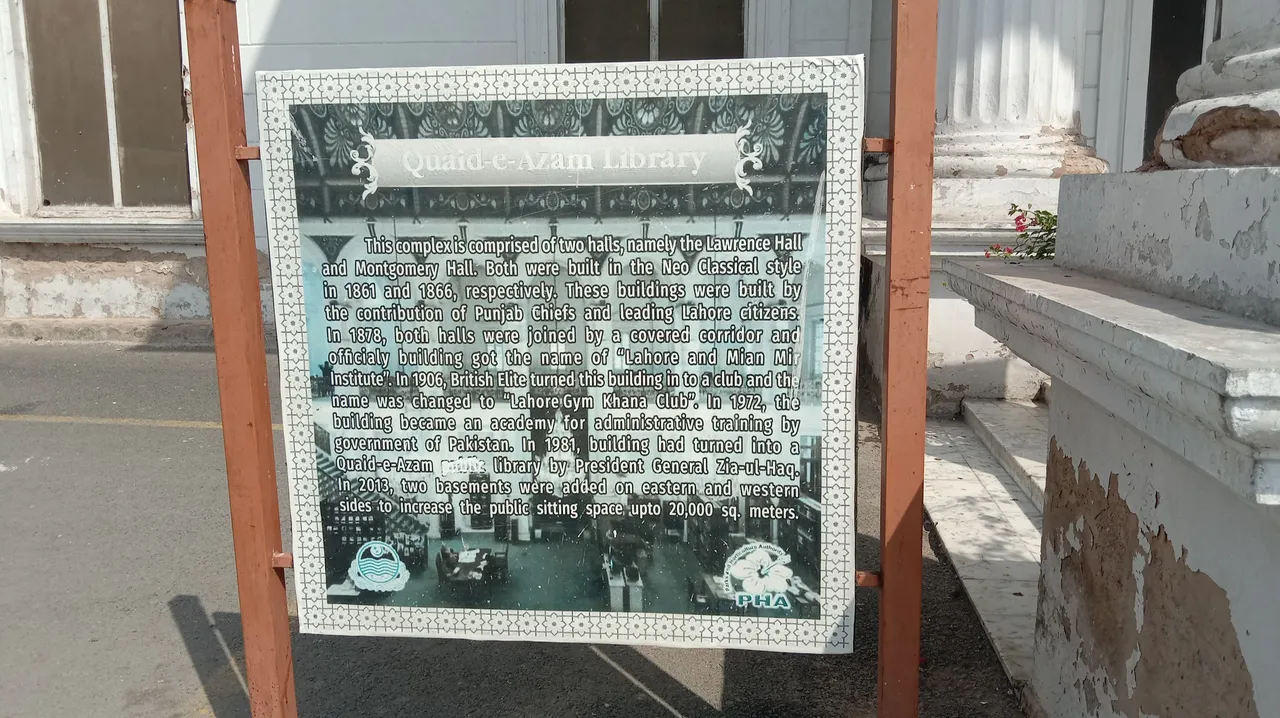 Quaid-e-Azam Library
This complex is comprised of two halls, namely the Lawrence Hall
and Montgomery Hall. Both were built in the Neo Classical style
in 1861 and 1866, respectively. These buildings were built by
the contribution of Punjab Chiefs and leading Lahore citizens.
In 1878, both halls were joined by a covered corridor and
officialy building got the name of "Lahore and Mian Mir
Institute". In 1906, British Elite turned this building in to a club and the
name was changed to "Lahore Gym Khana Club". In 1972, the
building became an academy for administrative training by
government of Pakistan. In 1981, building had turned into a
Quaid-e-Azam public library by President General Zia-ul-Haq.
In 2013, two basements were added on eastern and western
sides to increase the public sitting space upto 20,000 sq. meters.
PHA